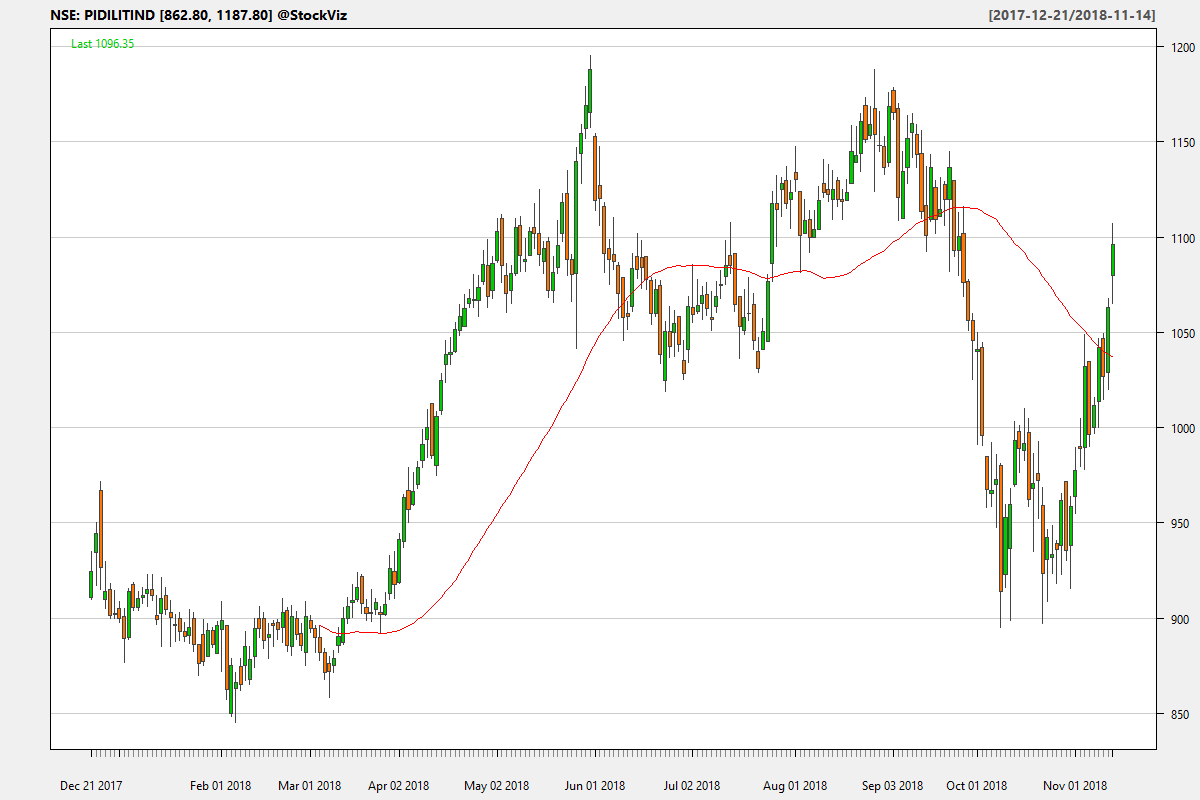 NSE: PIDILITIND [862.80, 1187.80] @StockViz [2017-12-21/2018-11-14]
Last 1096.35
1200
1150
1100
1050
1000
950
900
850
Dec 21 2017 Feb 01 2018 Mar 01 2018 Apr 02 2018 May 02 2018 Jun 01 2018 Jul 02 2018 Aug 01 2018 Sep 03 2018 Oct 01 2018 Nov 01 2018